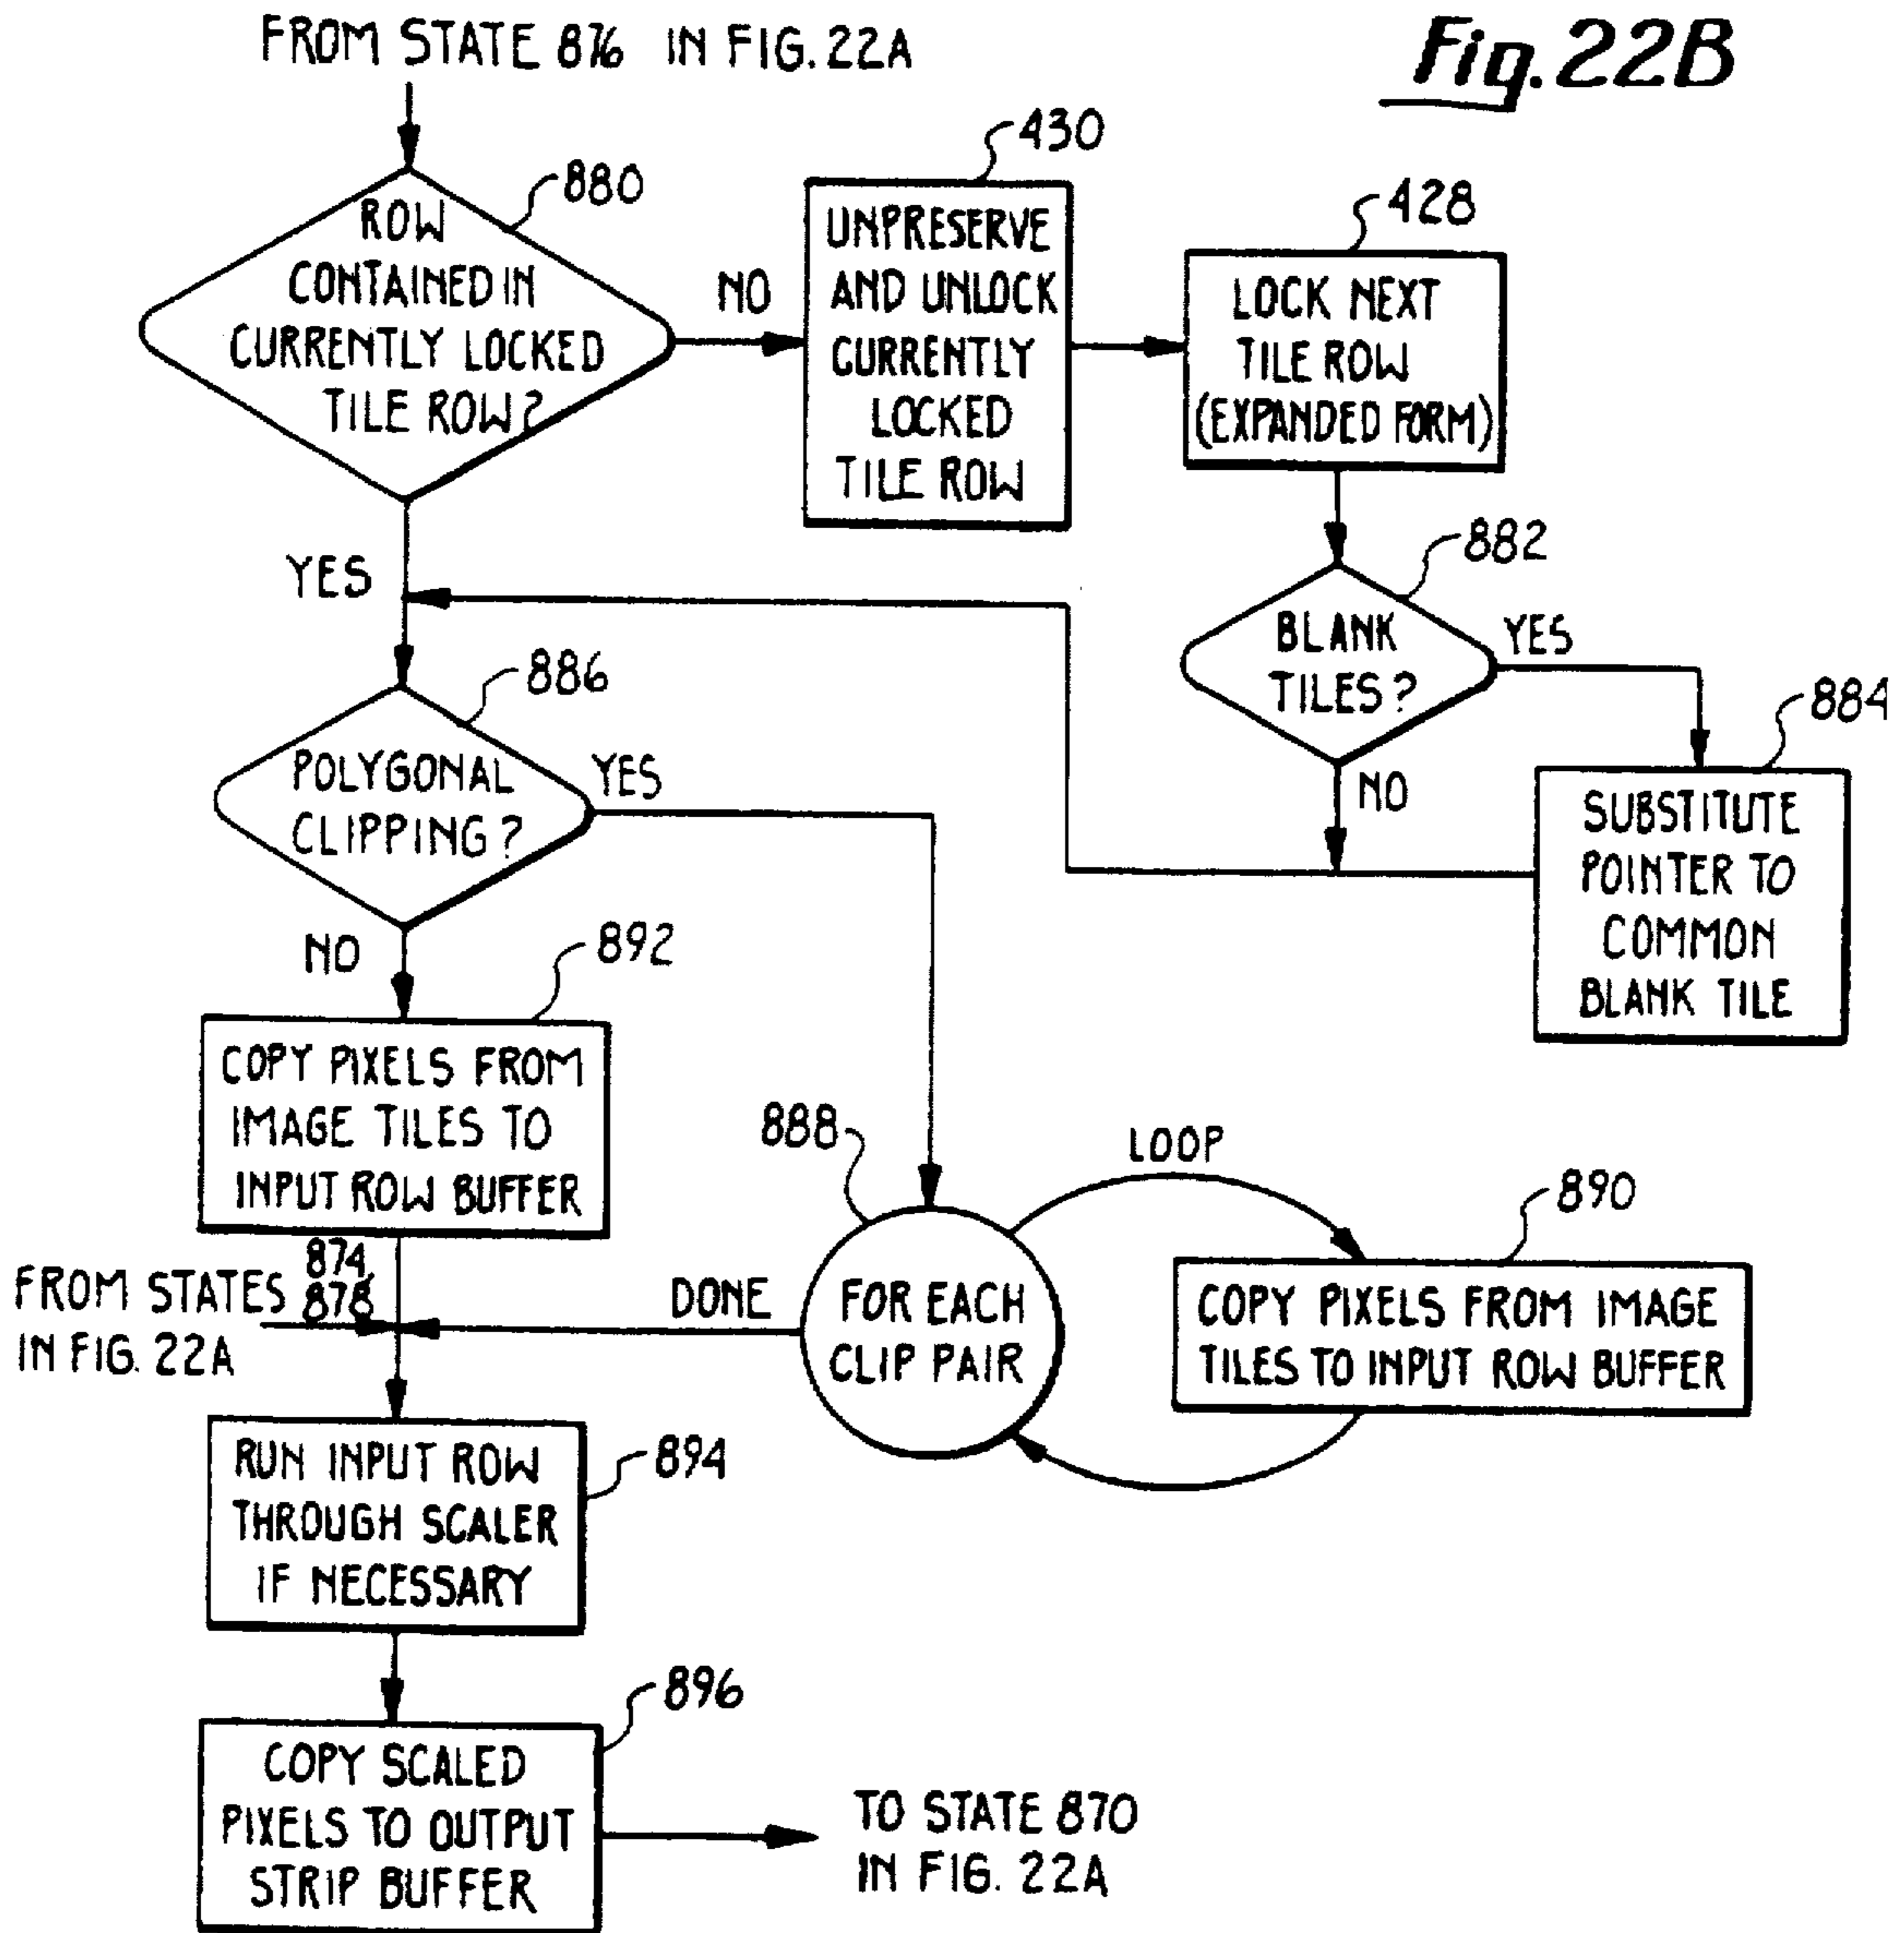 FROM STATE 876 IN FIG. 22A
Fig. 22B
880
ROW
CONTAINED IN
CURRENTLY LOCKED
TILE ROW?
NO
YES
430
UNPRESERVE
AND UNLOCK
CURRENTLY
LOCKED
TILE ROW
428
LOCK NEXT
TILE ROW
(EXPANDED FORM)
882
BLANK
TILES?
YES
NO
884
SUBSTITUTE
POINTER TO
COMMON
BLANK TILE
886
POLYGONAL
CLIPPING?
YES
NO
892
COPY PIXELS FROM
IMAGE TILES TO
INPUT ROW BUFFER
888
FOR EACH
CLIP PAIR
LOOP
DONE
890
COPY PIXELS FROM IMAGE
TILES TO INPUT ROW BUFFER
874,
FROM STATES 878
IN FIG. 22A
894
RUN INPUT ROW
THROUGH SCALER
IF NECESSARY
896
COPY SCALED
PIXELS TO OUTPUT
STRIP BUFFER
TO STATE 870
IN FIG. 22A